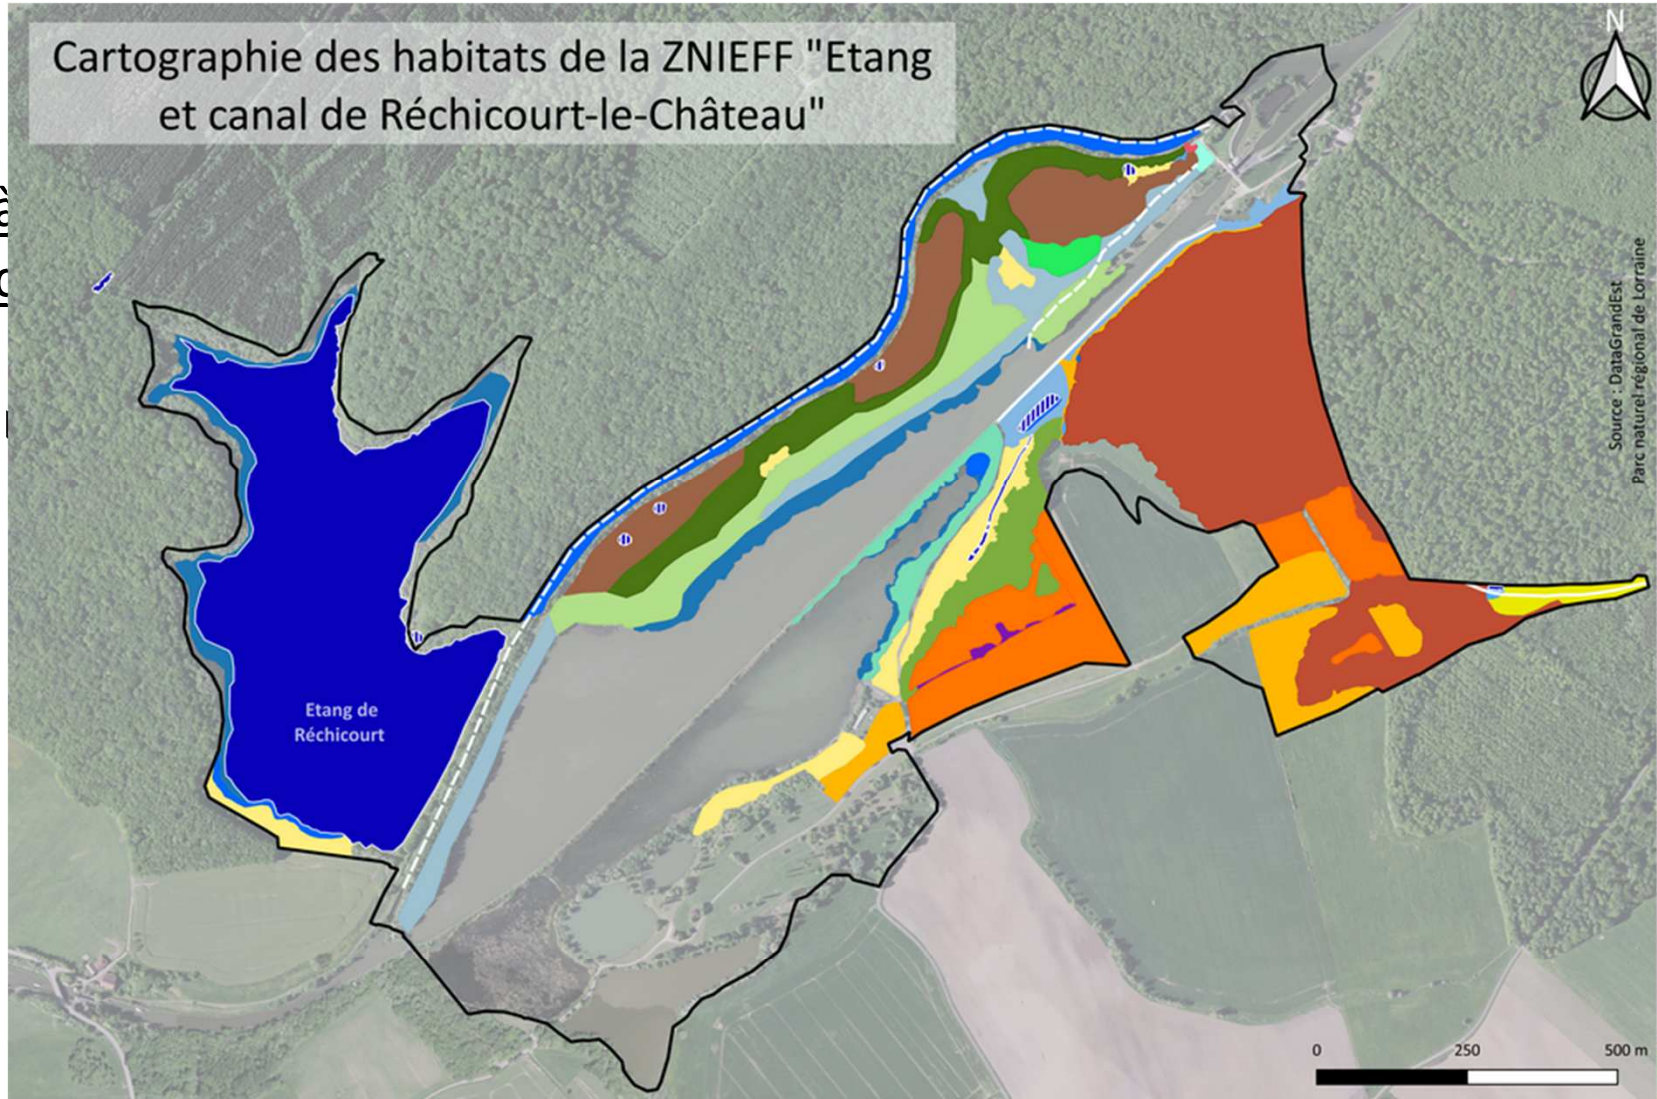 Cartographie des habitats de la ZNIEFF "Etang
et canal de Réchicourt-le-Château"
N
à
Source : DataGrandEst
Parc naturel régional de Lorraine
Etang de
Réchicourt
0 250 500 m